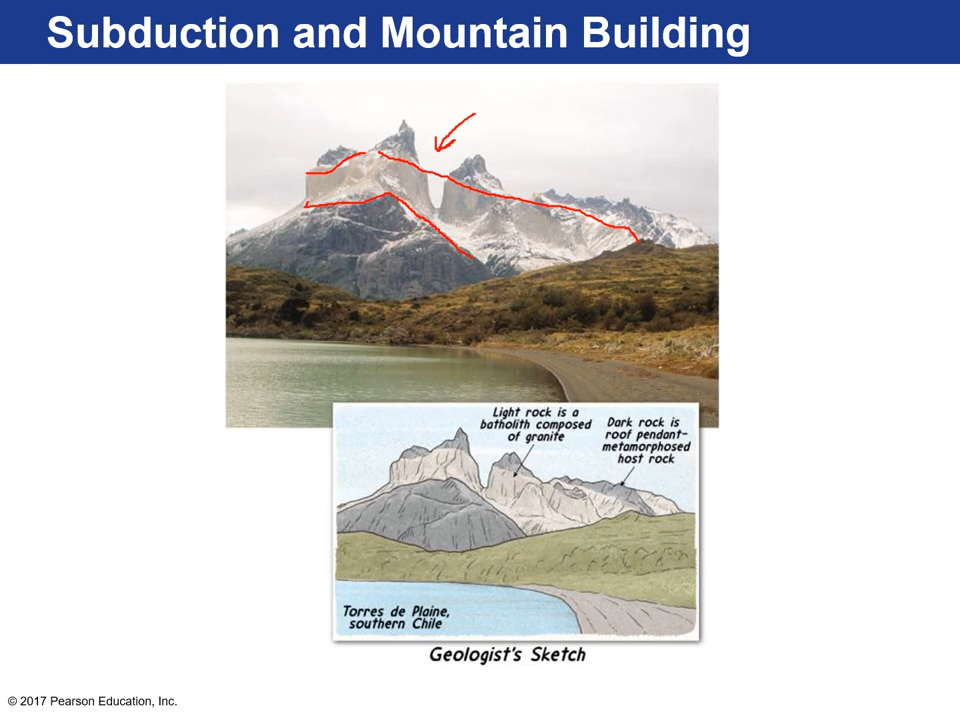 Subduction and Mountain Building
Light rock is a
batholith composed
of granite
Dark rock is
roof pendant-
metamorphosed
host rock
Torres de Plaine,
southern Chile
Geologist's Sketch
© 2017 Pearson Education, Inc.